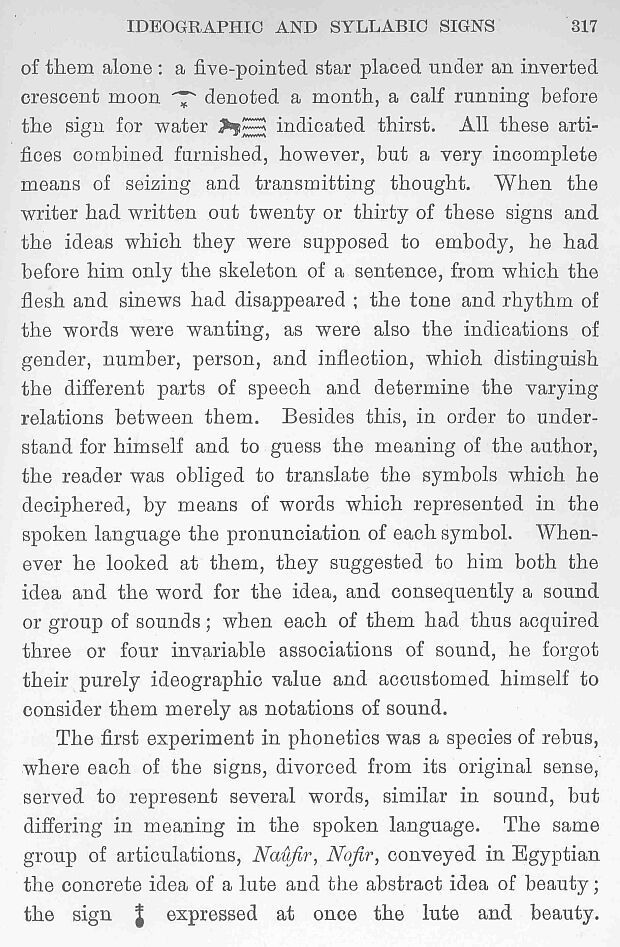 IDEOGRAPHIC AND SYLLABIC SIGNS 317
of them alone : a five-pointed star placed under an inverted
crescent moon denoted a month, a calf running before
the sign for water indicated thirst. All these arti-
fices combined furnished, however, but a very incomplete
means of seizing and transmitting thought. When the
writer had written out twenty or thirty of these signs and
the ideas which they were supposed to embody, he had
before him only the skeleton of a sentence, from which the
flesh and sinews had disappeared ; the tone and rhythm of
the words were wanting, as were also the indications of
gender, number, person, and inflection, which distinguish
the different parts of speech and determine the varying
relations between them. Besides this, in order to under-
stand for himself and to guess the meaning of the author,
the reader was obliged to translate the symbols which he
deciphered, by means of words which represented in the
spoken language the pronunciation of each symbol. When-
ever he looked at them, they suggested to him both the
idea and the word for the idea, and consequently a sound
or group of sounds ; when each of them had thus acquired
three or four invariable associations of sound, he forgot
their purely ideographic value and accustomed himself to
consider them merely as notations of sound.
The first experiment in phonetics was a species of rebus,
where each of the signs, divorced from its original sense,
served to represent several words, similar in sound, but
differing in meaning in the spoken language. The same
group of articulations, Naûfir, Nofir, conveyed in Egyptian
the concrete idea of a lute and the abstract idea of beauty ;
the sign expressed at once the lute and beauty.